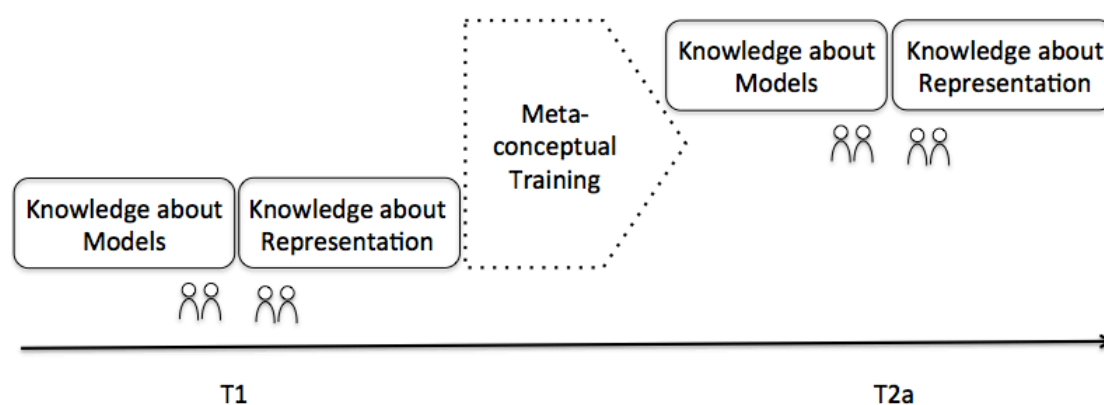 Knowledge about
Models
Knowledge about
Representation
Meta-
conceptual
Training
Knowledge about
Models
Knowledge about
Representation
T1
T2a